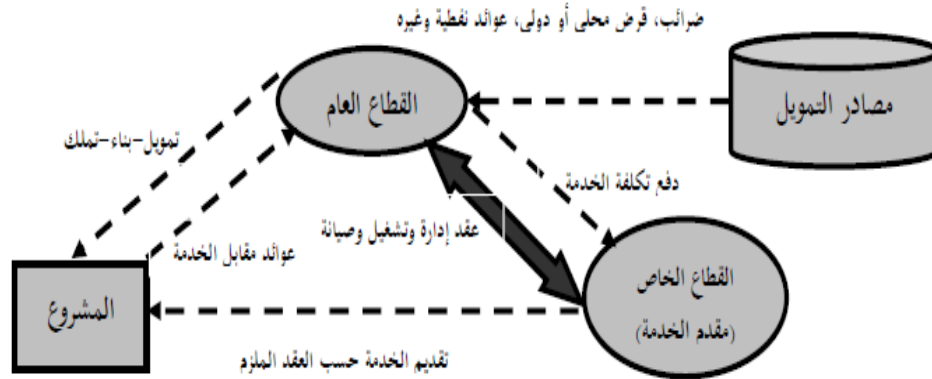 ضرائب، قرض محلى أو دولى، عوائد نفطية وغيره
مصادر التمويل
القطاع العام
تمويل-بناء-تملك
دفع تكلفة الخدمة
عقد إدارة وتشغيل وصيانة
عوائد مقابل الخدمة
القطاع الخاص
(مقدم الخدمة)
المشروع
تقديم الخدمة حسب العقد الملزم